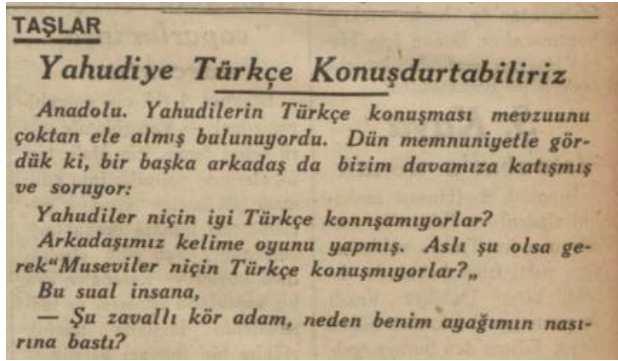 TAŞLAR
Yahudiye Türkçe Konuşdurtabiliriz
Anadolu. Yahudilerin Türkçe konuşması mevzuunu
çoktan ele almış bulunuyordu. Dün memnuniyetle gör-
dük ki, bir başka arkadaş da bizim davamıza katışmış
ve soruyor:
Yahudiler niçin iyi Türkçe konnşamıyorlar?
Arkadaşımız kelime oyunu yapmış. Aslı şu olsa ge-
rek“Museviler niçin Türkçe konuşmıyorlar?„
Bu sual insana,
— Şu zavallı kör adam, neden benim ayağımın nası-
rına bastı?